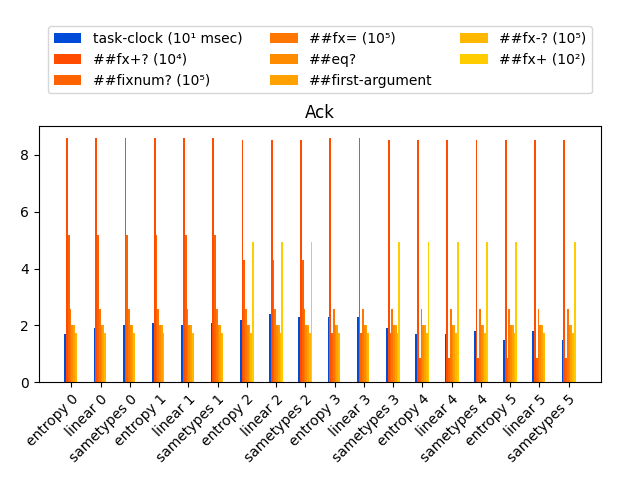 task-clock (10¹ msec)
##fx+? (10⁴)
##fixnum? (10⁵)
##fx= (10⁵)
##eq?
##first-argument
##fx-? (10⁵)
##fx+ (10²)
Ack
8
6
4
2
0
entropy 0
linear 0
sametypes 0
entropy 1
linear 1
sametypes 1
entropy 2
linear 2
sametypes 2
entropy 3
linear 3
sametypes 3
entropy 4
linear 4
sametypes 4
entropy 5
linear 5
sametypes 5